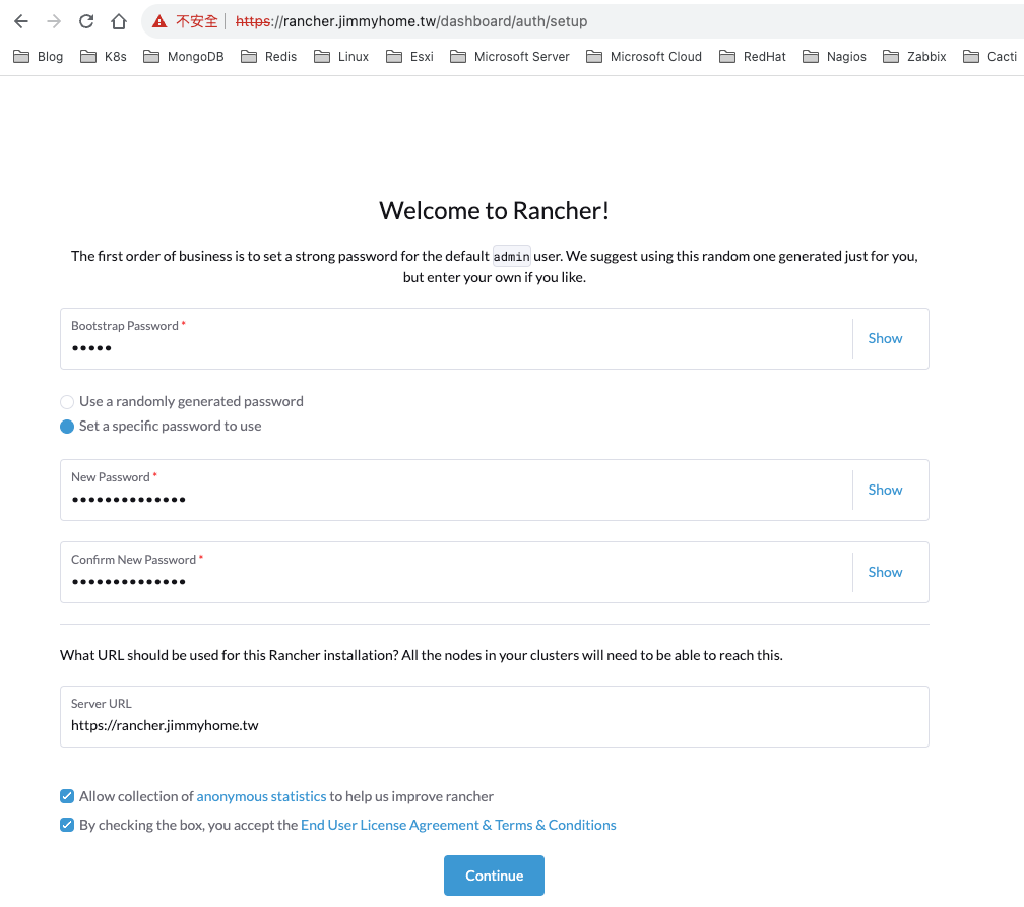 不安全 https://rancher.jimmyhome.tw/dashboard/auth/setup
Blog K8s MongoDB Redis Linux Esxi Microsoft Server Microsoft Cloud RedHat Nagios Zabbix Cacti
Welcome to Rancher!
The first order of business is to set a strong password for the default admin user. We suggest using this random one generated just for you,
but enter your own if you like.
Bootstrap Password *
•••••
Show
Use a randomly generated password
Set a specific password to use
New Password *
••••••••••••••
Show
Confirm New Password *
••••••••••••••
Show
What URL should be used for this Rancher installation? All the nodes in your clusters will need to be able to reach this.
Server URL
https://rancher.jimmyhome.tw
Allow collection of anonymous statistics to help us improve rancher
By checking the box, you accept the End User License Agreement & Terms & Conditions
Continue